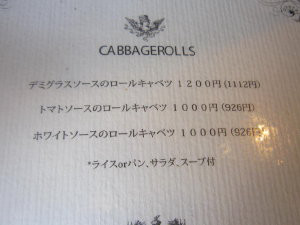 CABBAGEROLLS
デミグラスソースのロールキャベツ 1200円(1112円)
トマトソースのロールキャベツ 1000円(926円)
ホワイトソースのロールキャベツ 1000円(926円)
*ライスorパン、サラダ、スープ付